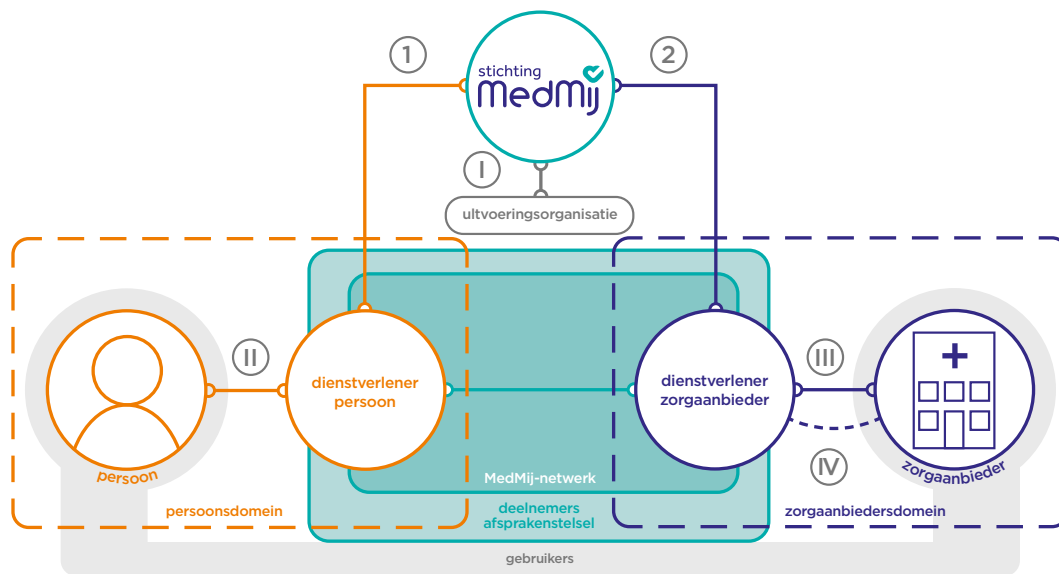 1
stichting
MedMij
2
I
uitvoeringsorganisatie
II
dienstverlener
persoon
dienstverlener
zorgaanbieder
III
IV
persoon
zorgaanbieder
MedMij-netwerk
persoonsdomein
deelnemers
afsprakenstelsel
zorgaanbiedersdomein
gebruikers